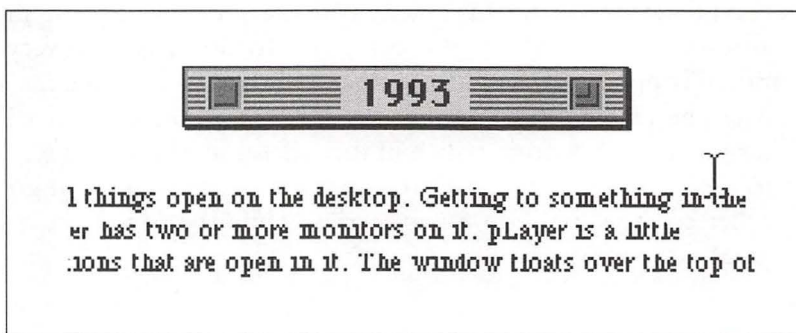 1993
l things open on the desktop. Getting to something in the
er has two or more monitors on it. pLayer is a little
ions that are open in it. The window floats over the top of